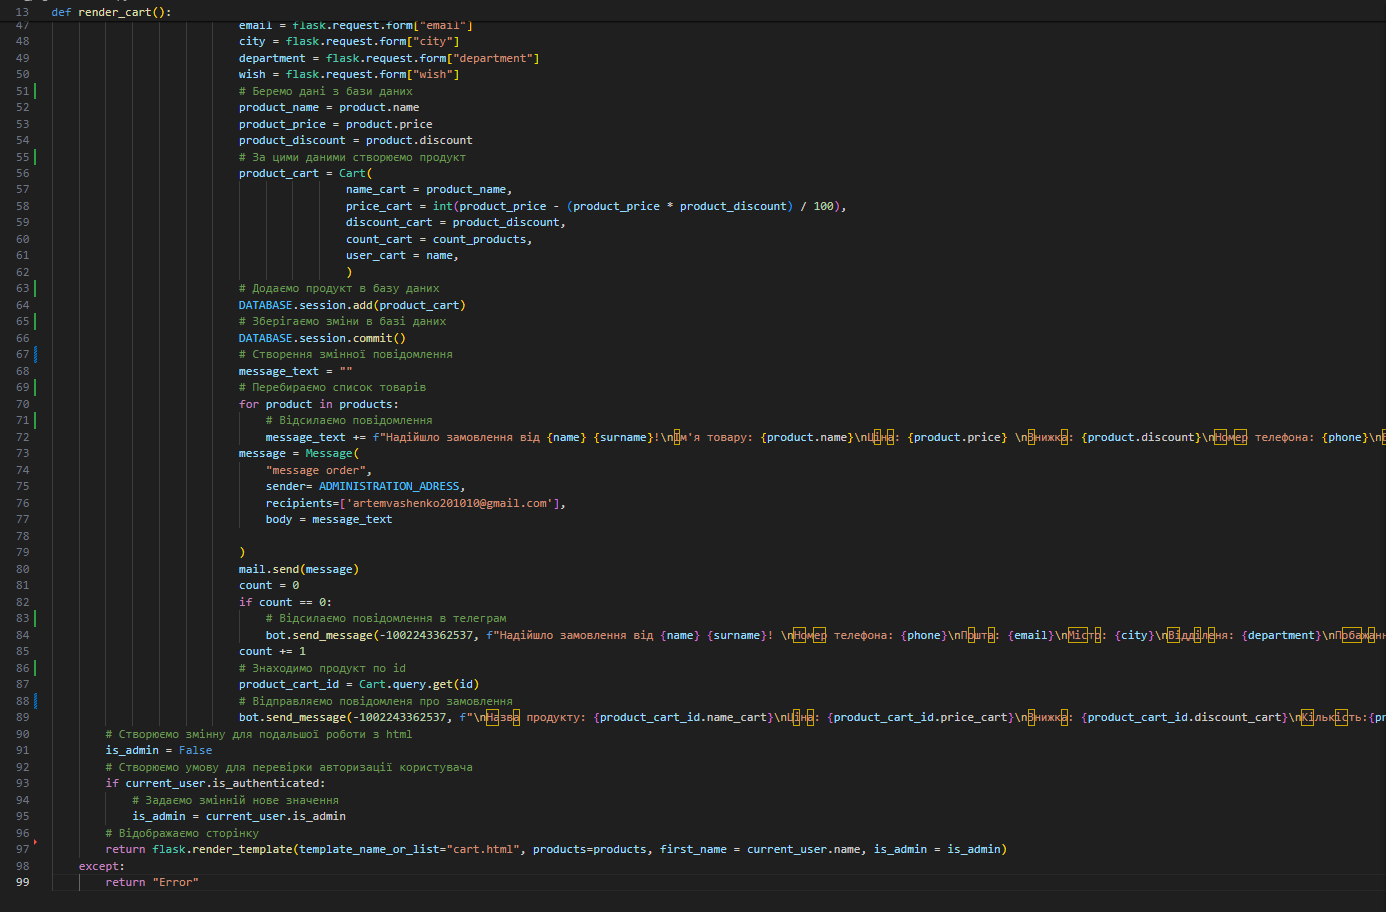 13 def render_cart():
47 email = flask.request.form["email"]
48 city = flask.request.form["city"]
49 department = flask.request.form["department"]
50 wish = flask.request.form["wish"]
51 # Беремо дані з бази даних
52 product_name = product.name
53 product_price = product.price
54 product_discount = product.discount
55 # За цими даними створюємо продукт
56 product_cart = Cart(
57 name_cart = product_name,
58 price_cart = int(product_price - (product_price * product_discount) / 100),
59 discount_cart = product_discount,
60 count_cart = count_products,
61 user_cart = name,
62 )
63 # Додаємо продукт в базу даних
64 DATABASE.session.add(product_cart)
65 # Зберігаємо зміни в базі даних
66 DATABASE.session.commit()
67 # Створення змінної повідомлення
68 message_text = ""
69 # Перебираємо список товарів
70 for product in products:
71 # Відсилаємо повідомлення
72 message_text += f"Надійшло замовлення від {name} {surname}!\nІм'я товару: {product.name}\nЦіна: {product.price} \nЗнижка: {product.discount}\nНомер телефона: {phone}\n
73 message = Message(
74 "message order",
75 sender= ADMINISTRATION_ADRESS,
76 recipients=['artemvashenko201010@gmail.com'],
77 body = message_text
78
79 )
80 mail.send(message)
81 count = 0
82 if count == 0:
83 # Відсилаємо повідомлення в телеграм
84 bot.send_message(-1002243362537, f"Надійшло замовлення від {name} {surname}! \nНомер телефона: {phone}\nПошта: {email}\nМісто: {city}\nВідділеня: {department}\nПобажанн
85 count += 1
86 # Знаходимо продукт по id
87 product_cart_id = Cart.query.get(id)
88 # Відправляємо повідомленя про замовлення
89 bot.send_message(-1002243362537, f"\nНазва продукту: {product_cart_id.name_cart}\nЦіна: {product_cart_id.price_cart}\nЗнижка: {product_cart_id.discount_cart}\nКількість:{pr
90 # Створюємо змінну для подальшої роботи з html
91 is_admin = False
92 # Створюємо умову для перевірки авторизації користувача
93 if current_user.is_authenticated:
94 # Задаємо змінній нове значення
95 is_admin = current_user.is_admin
96 # Відображаємо сторінку
97 return flask.render_template(template_name_or_list="cart.html", products=products, first_name = current_user.name, is_admin = is_admin)
98 except:
99 return "Error"